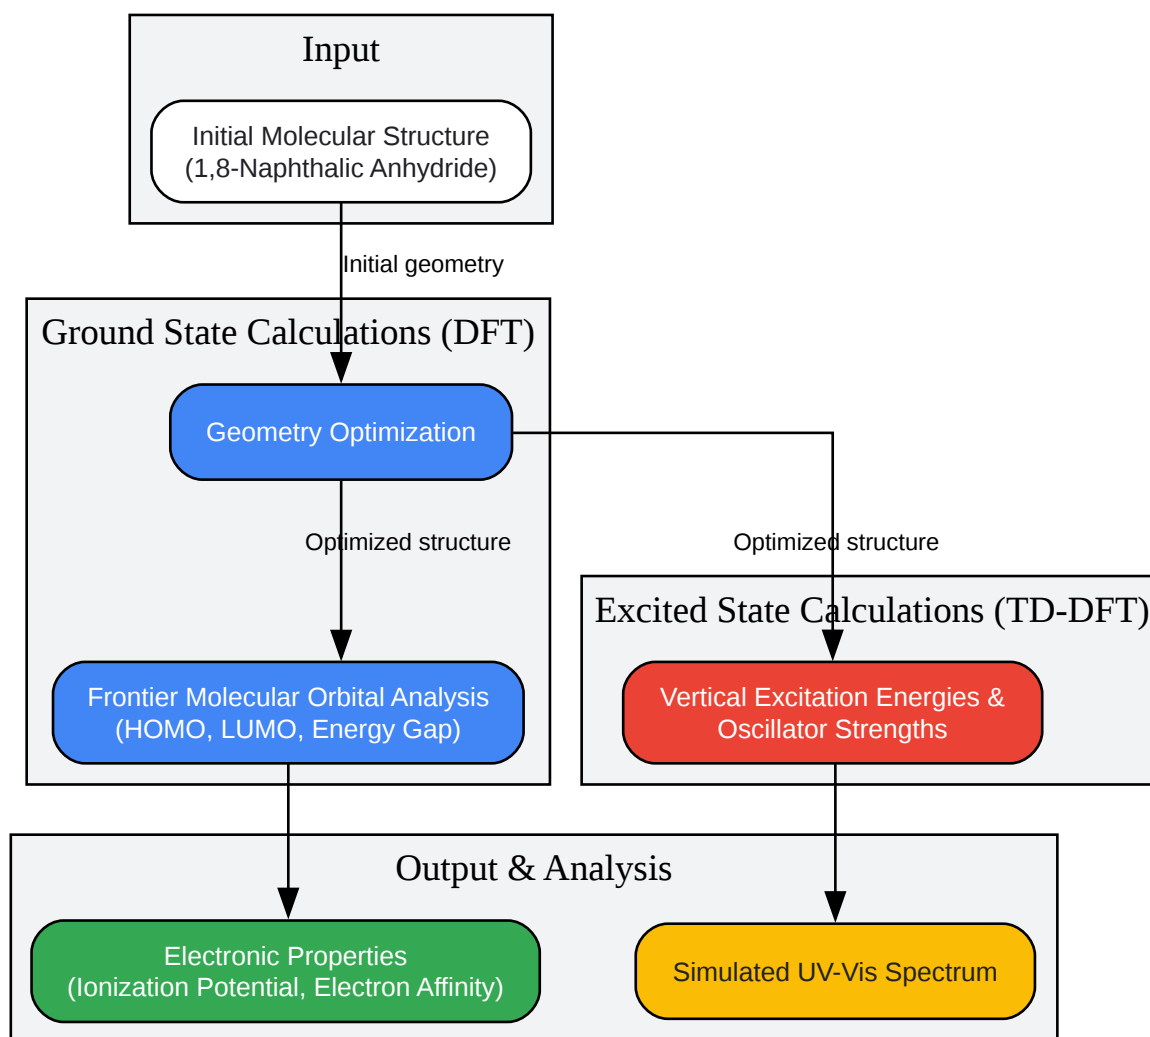 Input
Initial Molecular Structure
(1,8-Naphthalic Anhydride)
Initial geometry
Ground State Calculations (DFT)
Geometry Optimization
Optimized structure
Optimized structure
Excited State Calculations (TD-DFT)
Frontier Molecular Orbital Analysis
(HOMO, LUMO, Energy Gap)
Vertical Excitation Energies &
Oscillator Strengths
Output & Analysis
Electronic Properties
(Ionization Potential, Electron Affinity)
Simulated UV-Vis Spectrum